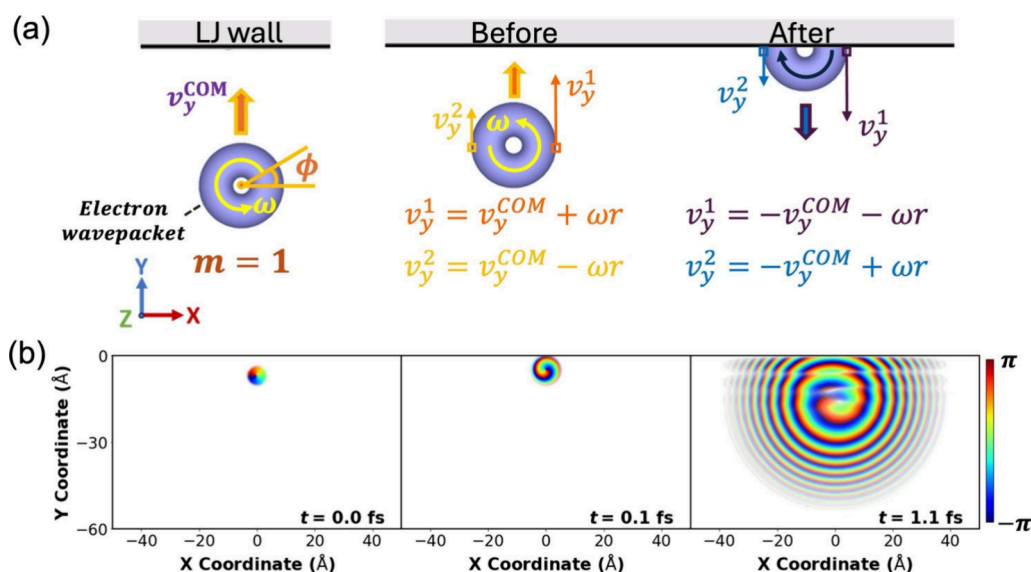 (a)
LJ wall
Before
After
v_y^COM
ω
ϕ
Electron
wavepacket
m = 1
Y
Z
X
v_y^2
v_y^1
ω
v_y^1 = v_y^COM + ωr
v_y^2 = v_y^COM − ωr
v_y^2
v_y^1
v_y^1 = −v_y^COM − ωr
v_y^2 = −v_y^COM + ωr
(b)
Y Coordinate (Å)
0
−30
−60
t = 0.0 fs
t = 0.1 fs
t = 1.1 fs
π
−π
−40 −20 0 20 40
−40 −20 0 20 40
−40 −20 0 20 40
X Coordinate (Å)
X Coordinate (Å)
X Coordinate (Å)